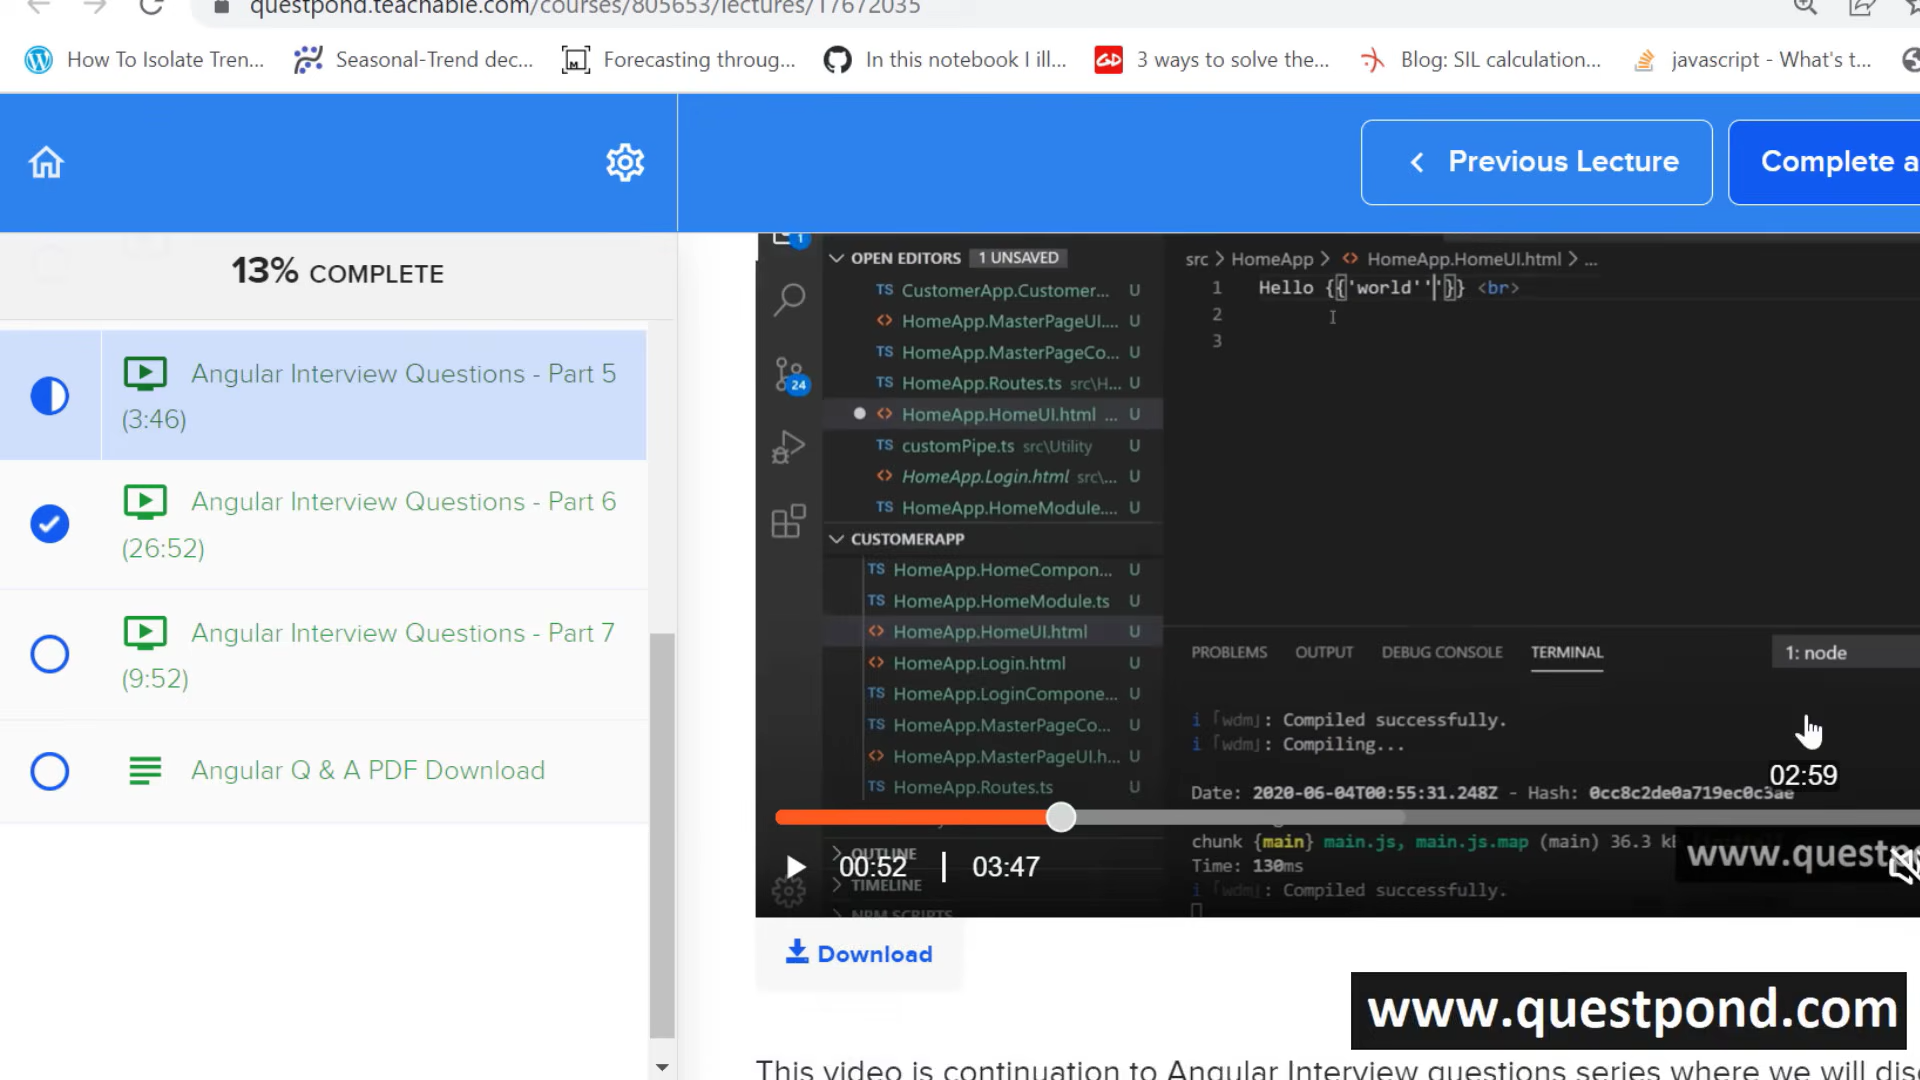 questpond.teachable.com/courses/805653/lectures/17672035
How To Isolate Tren...
Seasonal-Trend dec...
Forecasting throug...
In this notebook I ill...
3 ways to solve the...
Blog: SIL calculation...
javascript - What's t...
Previous Lecture
Complete a
13% COMPLETE
Angular Interview Questions - Part 5
(3:46)
Angular Interview Questions - Part 6
(26:52)
Angular Interview Questions - Part 7
(9:52)
Angular Q & A PDF Download
1
24
OPEN EDITORS 1 UNSAVED
TS CustomerApp.Customer... U
<> HomeApp.MasterPageUI.... U
TS HomeApp.MasterPageCo... U
TS HomeApp.Routes.ts src\H... U
<> HomeApp.HomeUI.html ... U
TS customPipe.ts src\Utility U
<> HomeApp.Login.html src\... U
TS HomeApp.HomeModule.... U
CUSTOMERAPP
TS HomeApp.HomeCompon... U
TS HomeApp.HomeModule.ts U
<> HomeApp.HomeUI.html U
<> HomeApp.Login.html U
TS HomeApp.LoginCompone... U
TS HomeApp.MasterPageCo... U
<> HomeApp.MasterPageUI.h... U
TS HomeApp.Routes.ts U
OUTLINE
TIMELINE
NPM SCRIPTS
src > HomeApp > <> HomeApp.HomeUI.html > ...
1 Hello {{'world'''}} <br>
2
3
PROBLEMS OUTPUT DEBUG CONSOLE TERMINAL 1: node
i ｢wdm｣: Compiled successfully.
i ｢wdm｣: Compiling...
02:59
Date: 2020-06-04T00:55:31.248Z - Hash: 0cc8c2de0a719ec0c3ae
chunk {main} main.js, main.js.map (main) 36.3 k
Time: 130ms
i ｢wdm｣: Compiled successfully.
www.quest
00:52 | 03:47
Download
www.questpond.com
This video is continuation to Angular Interview questions series where we will disc